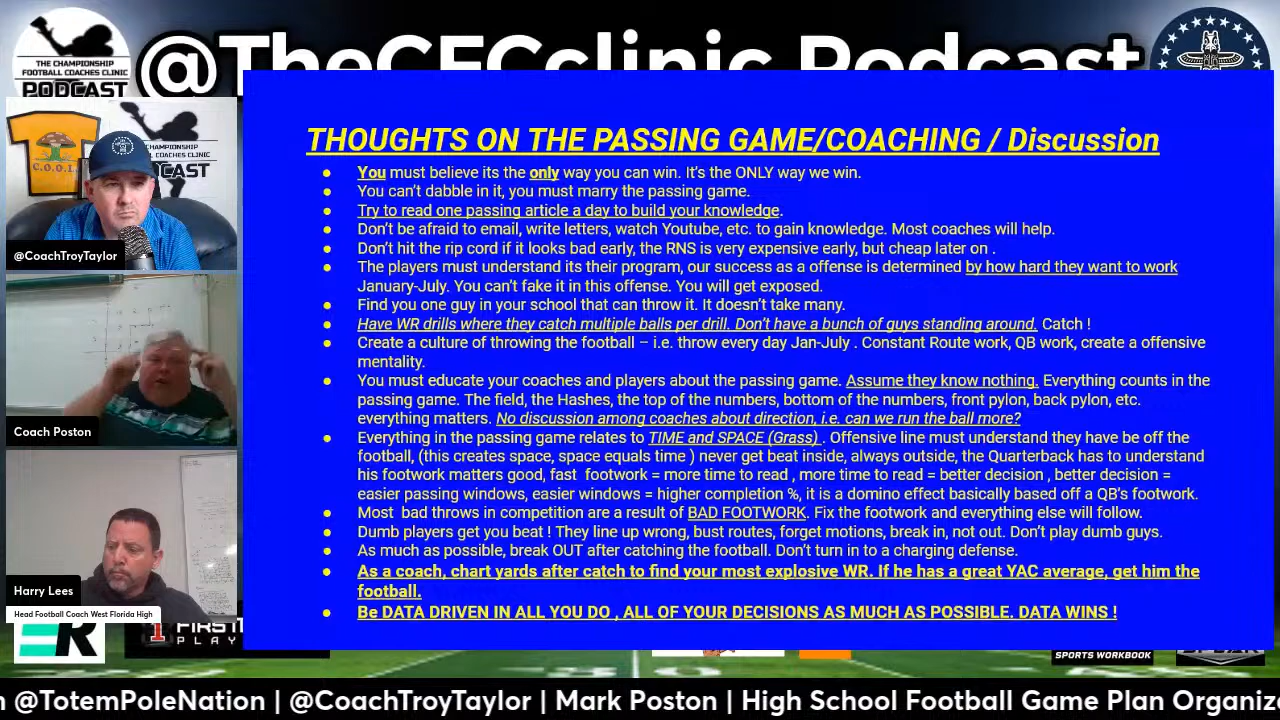 @TheCFCclinic Podcast
THE CHAMPIONSHIP
FOOTBALL COACHES CLINIC
PODCAST
C.O.O.L
CHAMPIONSHIP
COACHES CLINIC
@CoachTroyTaylor
Coach Poston
Harry Lees
Head Football Coach West Florida High
THOUGHTS ON THE PASSING GAME/COACHING / Discussion
You must believe its the only way you can win. It's the ONLY way we win.
You can't dabble in it, you must marry the passing game.
Try to read one passing article a day to build your knowledge.
Don't be afraid to email, write letters, watch Youtube, etc. to gain knowledge. Most coaches will help.
Don't hit the rip cord if it looks bad early, the RNS is very expensive early, but cheap later on .
The players must understand its their program, our success as a offense is determined by how hard they want to work
January-July. You can't fake it in this offense. You will get exposed.
Find you one guy in your school that can throw it. It doesn't take many.
Have WR drills where they catch multiple balls per drill. Don't have a bunch of guys standing around. Catch !
Create a culture of throwing the football – i.e. throw every day Jan-July . Constant Route work, QB work, create a offensive
mentality.
You must educate your coaches and players about the passing game. Assume they know nothing. Everything counts in the
passing game. The field, the Hashes, the top of the numbers, bottom of the numbers, front pylon, back pylon, etc.
everything matters. No discussion among coaches about direction, i.e. can we run the ball more?
Everything in the passing game relates to TIME and SPACE (Grass) . Offensive line must understand they have be off the
football, (this creates space, space equals time ) never get beat inside, always outside, the Quarterback has to understand
his footwork matters good, fast footwork = more time to read , more time to read = better decision , better decision =
easier passing windows, easier windows = higher completion %, it is a domino effect basically based off a QB's footwork.
Most bad throws in competition are a result of BAD FOOTWORK. Fix the footwork and everything else will follow.
Dumb players get you beat ! They line up wrong, bust routes, forget motions, break in, not out. Don't play dumb guys.
As much as possible, break OUT after catching the football. Don't turn in to a charging defense.
As a coach, chart yards after catch to find your most explosive WR. If he has a great YAC average, get him the
football.
Be DATA DRIVEN IN ALL YOU DO , ALL OF YOUR DECISIONS AS MUCH AS POSSIBLE. DATA WINS !
ER
1 FIRST
PLAY
SPORTS WORKBOOK
@TotemPoleNation | @CoachTroyTaylor | Mark Poston | High School Football Game Plan Organiz